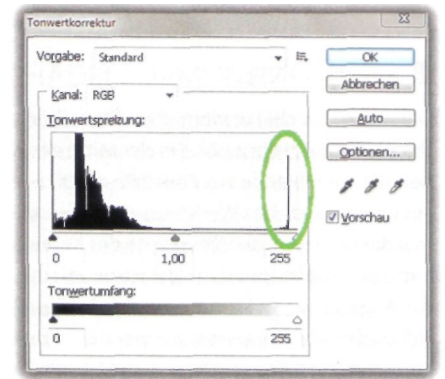 Tonwertkorrektur
Vorgabe: Standard
OK
Abbrechen
Kanal: RGB
Tonwertspreizung:
Auto
Optionen...
Vorschau
0 1,00 255
Tonwertumfang:
0 255